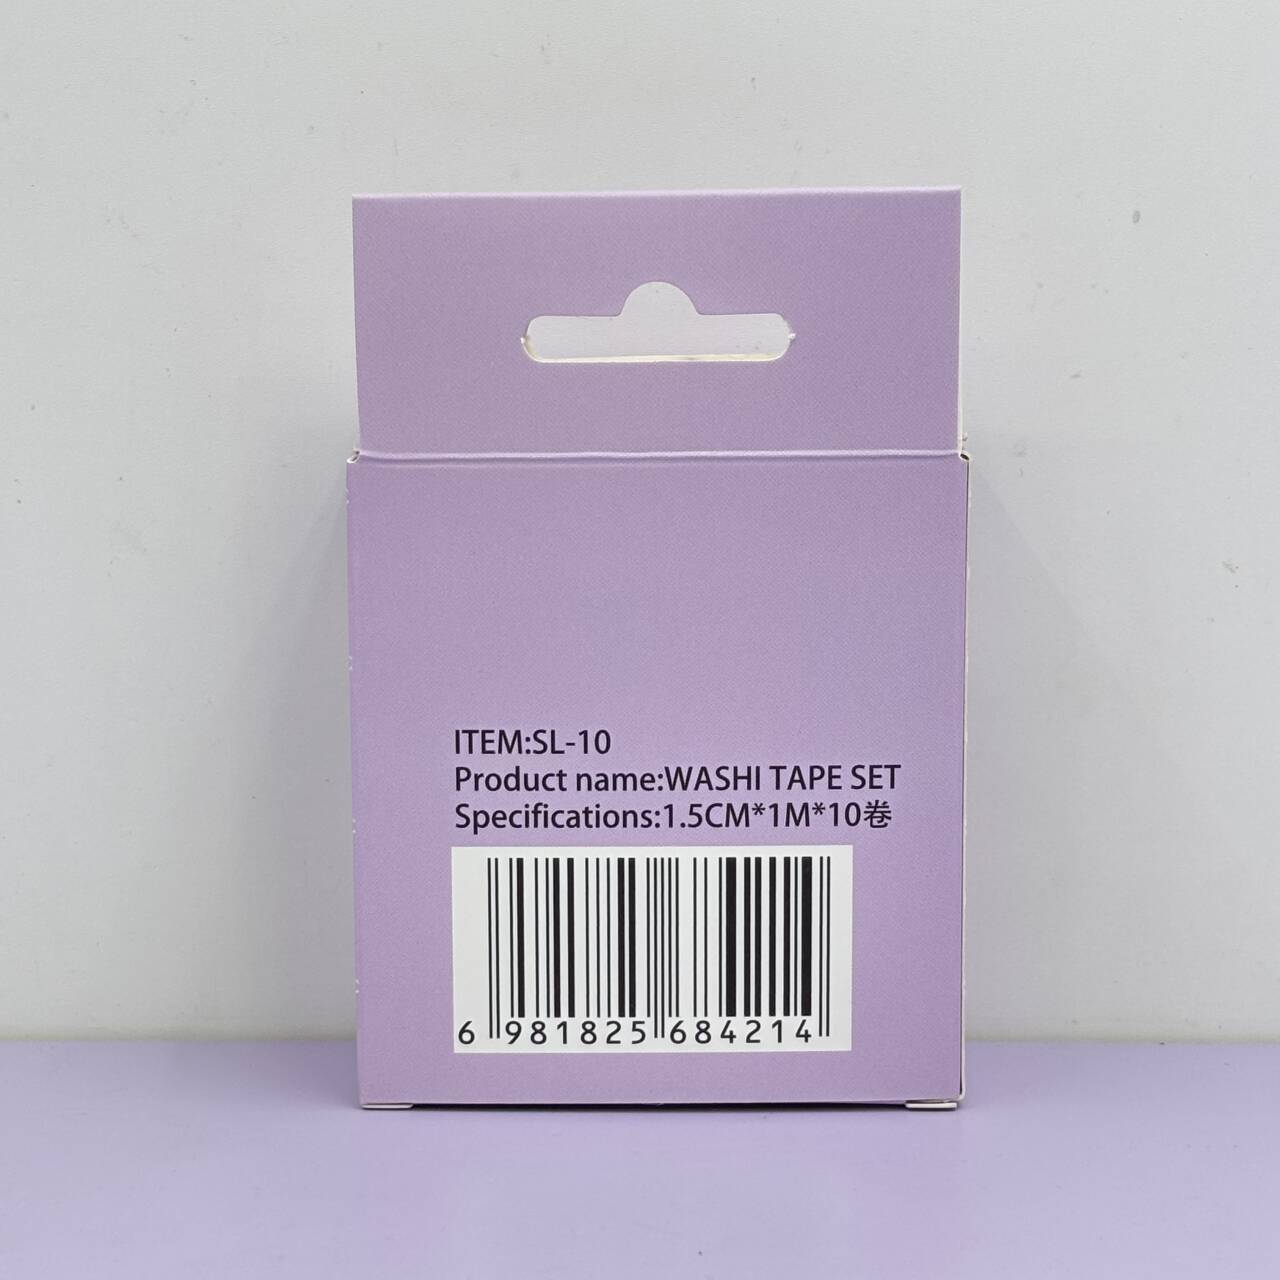 ITEM:SL-10
Product name:WASHI TAPE SET
Specifications:1.5CM*1M*10卷
6 981825 684214